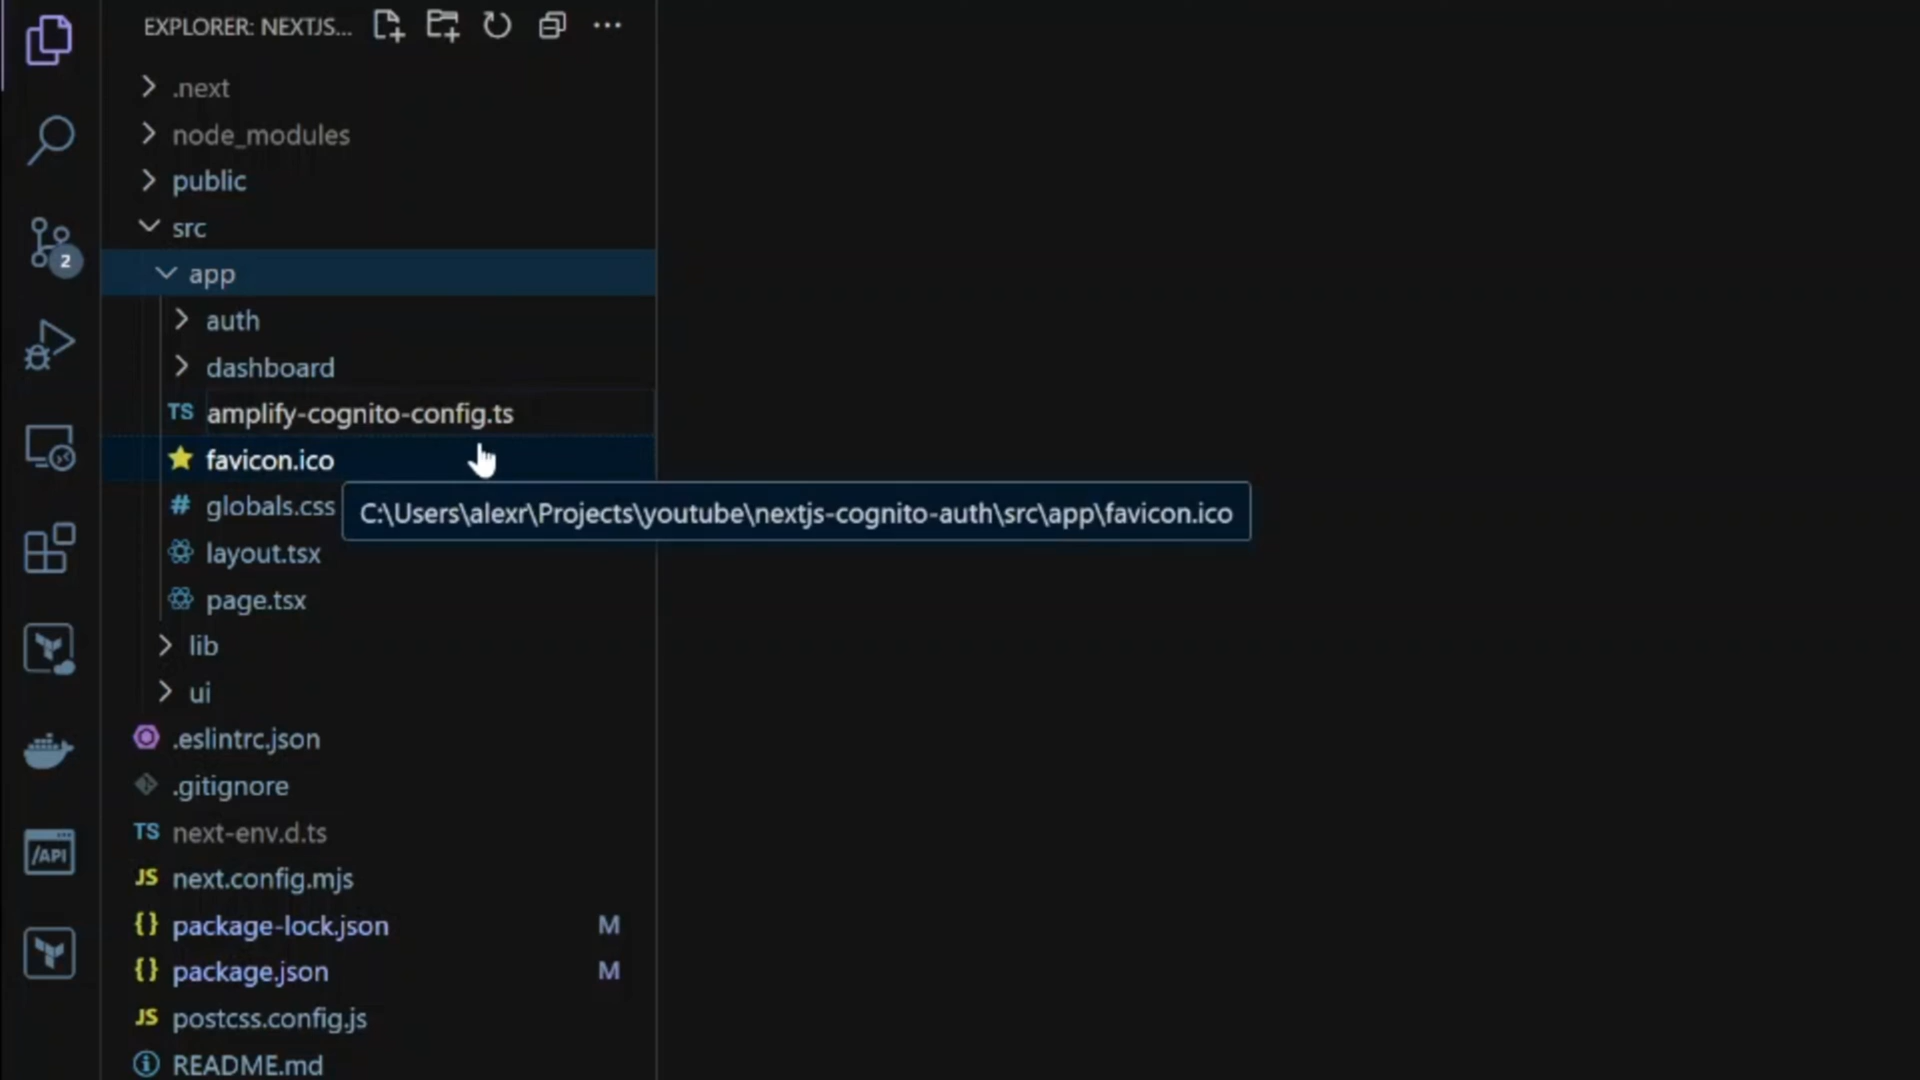 EXPLORER: NEXTJS...
.next
node_modules
public
src
2
app
auth
dashboard
TS amplify-cognito-config.ts
favicon.ico
# globals.css
C:\Users\alexr\Projects\youtube\nextjs-cognito-auth\src\app\favicon.ico
layout.tsx
page.tsx
lib
ui
.eslintrc.json
.gitignore
TS next-env.d.ts
/API
JS next.config.mjs
{} package-lock.json M
{} package.json M
JS postcss.config.js
README.md